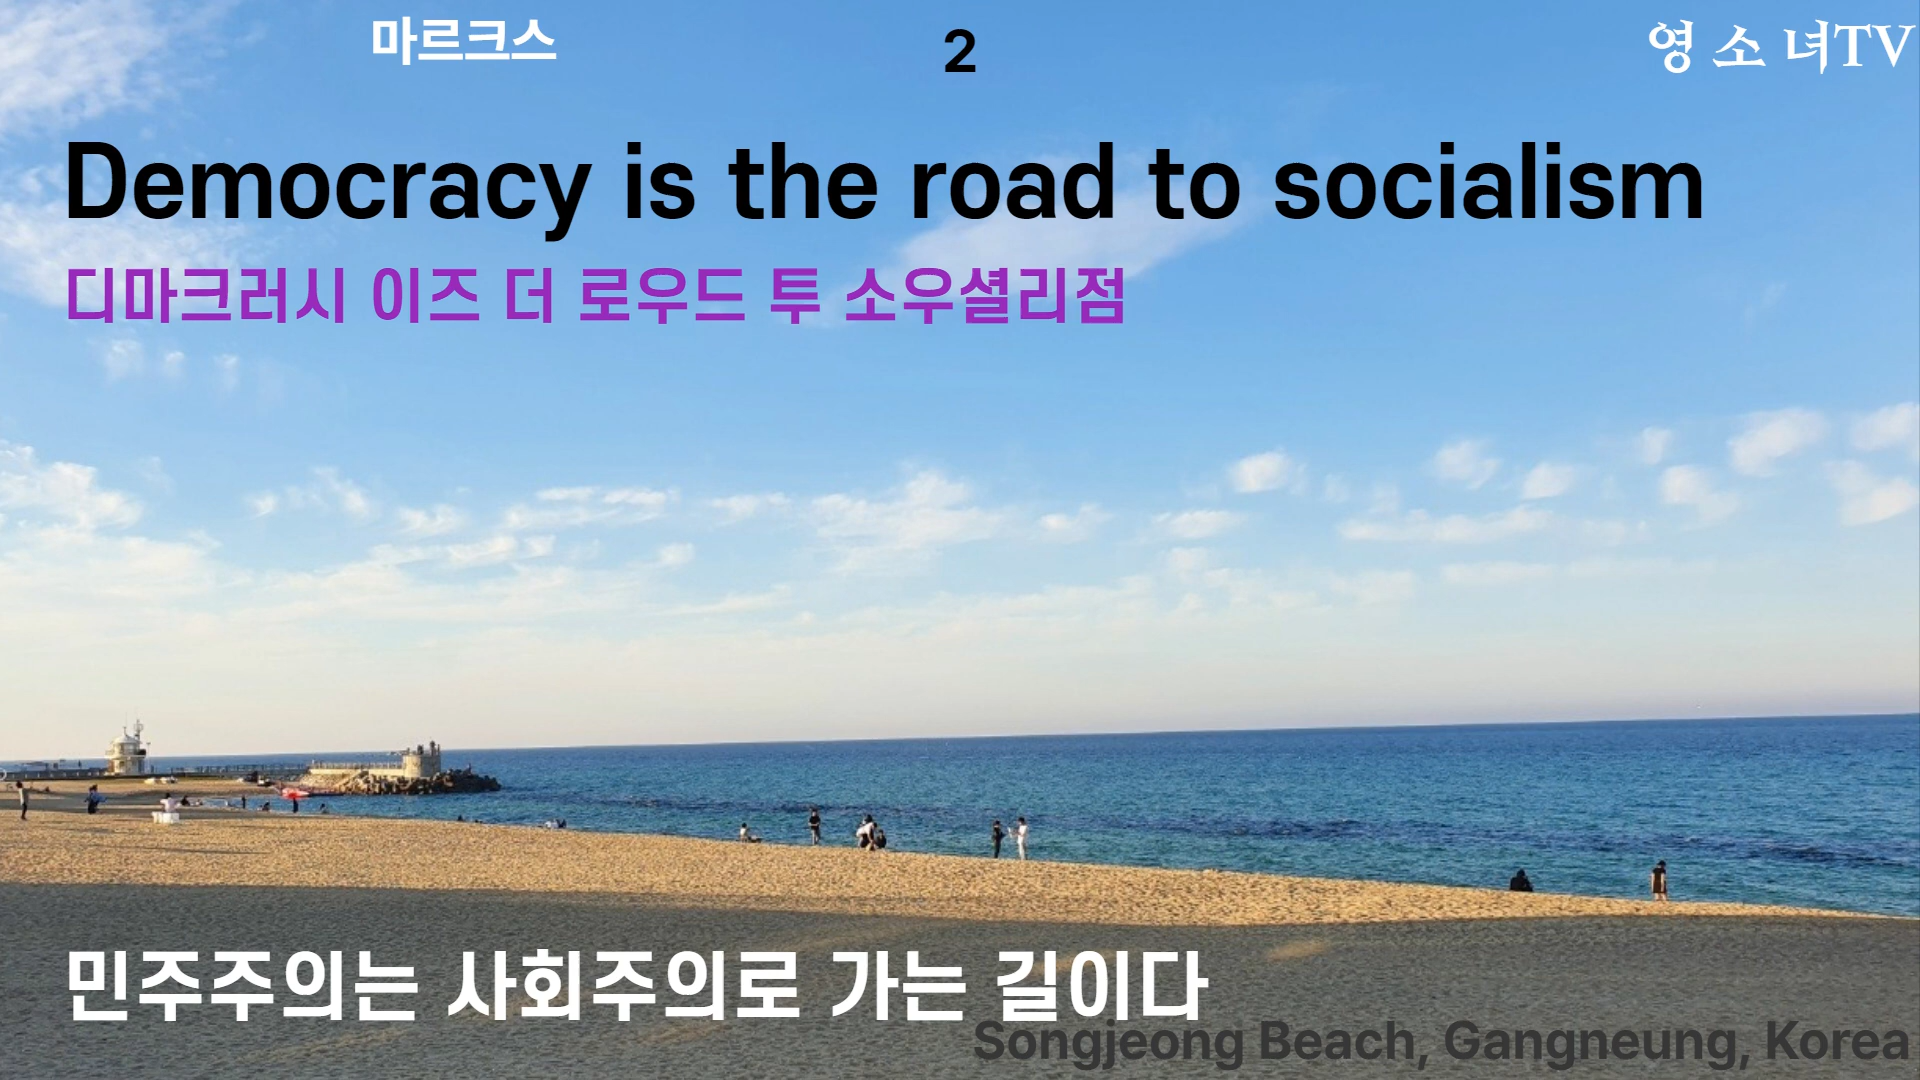 마르크스
2
영 소 녀TV
Democracy is the road to socialism
디마크러시 이즈 더 로우드 투 소우셜리점
민주주의는 사회주의로 가는 길이다
Songjeong Beach, Gangneung, Korea